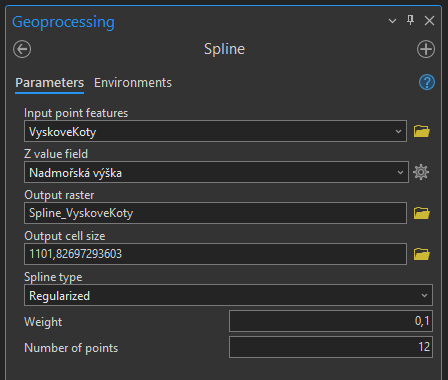 Geoprocessing
Spline
Parameters Environments
Input point features
VyskoveKoty
Z value field
Nadmořská výška
Output raster
Spline_VyskoveKoty
Output cell size
1101,82697293603
Spline type
Regularized
Weight 0,1
Number of points 12